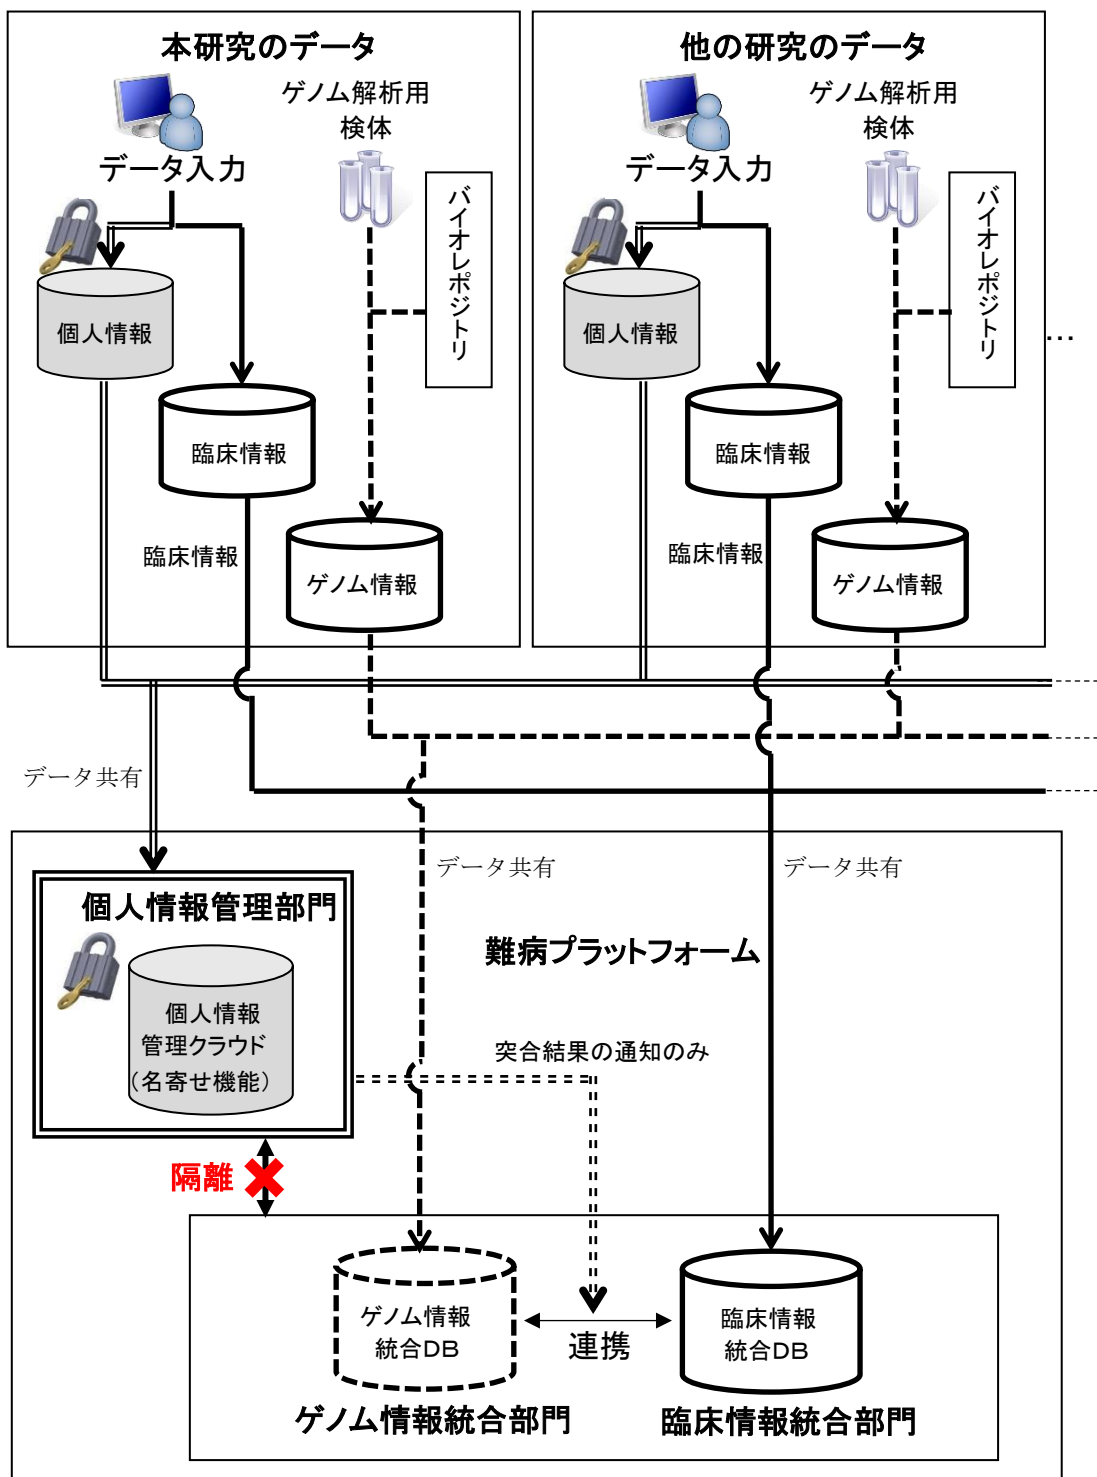 本研究のデータ
ゲノム解析用
検体
データ入力
バイオレポジトリ
個人情報
臨床情報
臨床情報
ゲノム情報
他の研究のデータ
ゲノム解析用
検体
データ入力
バイオレポジトリ
個人情報
臨床情報
臨床情報
ゲノム情報
…
データ共有
データ共有
データ共有
個人情報管理部門
個人情報
管理クラウド
（名寄せ機能）
難病プラットフォーム
突合結果の通知のみ
隔離
ゲノム情報
統合DB
連携
臨床情報
統合DB
ゲノム情報統合部門
臨床情報統合部門